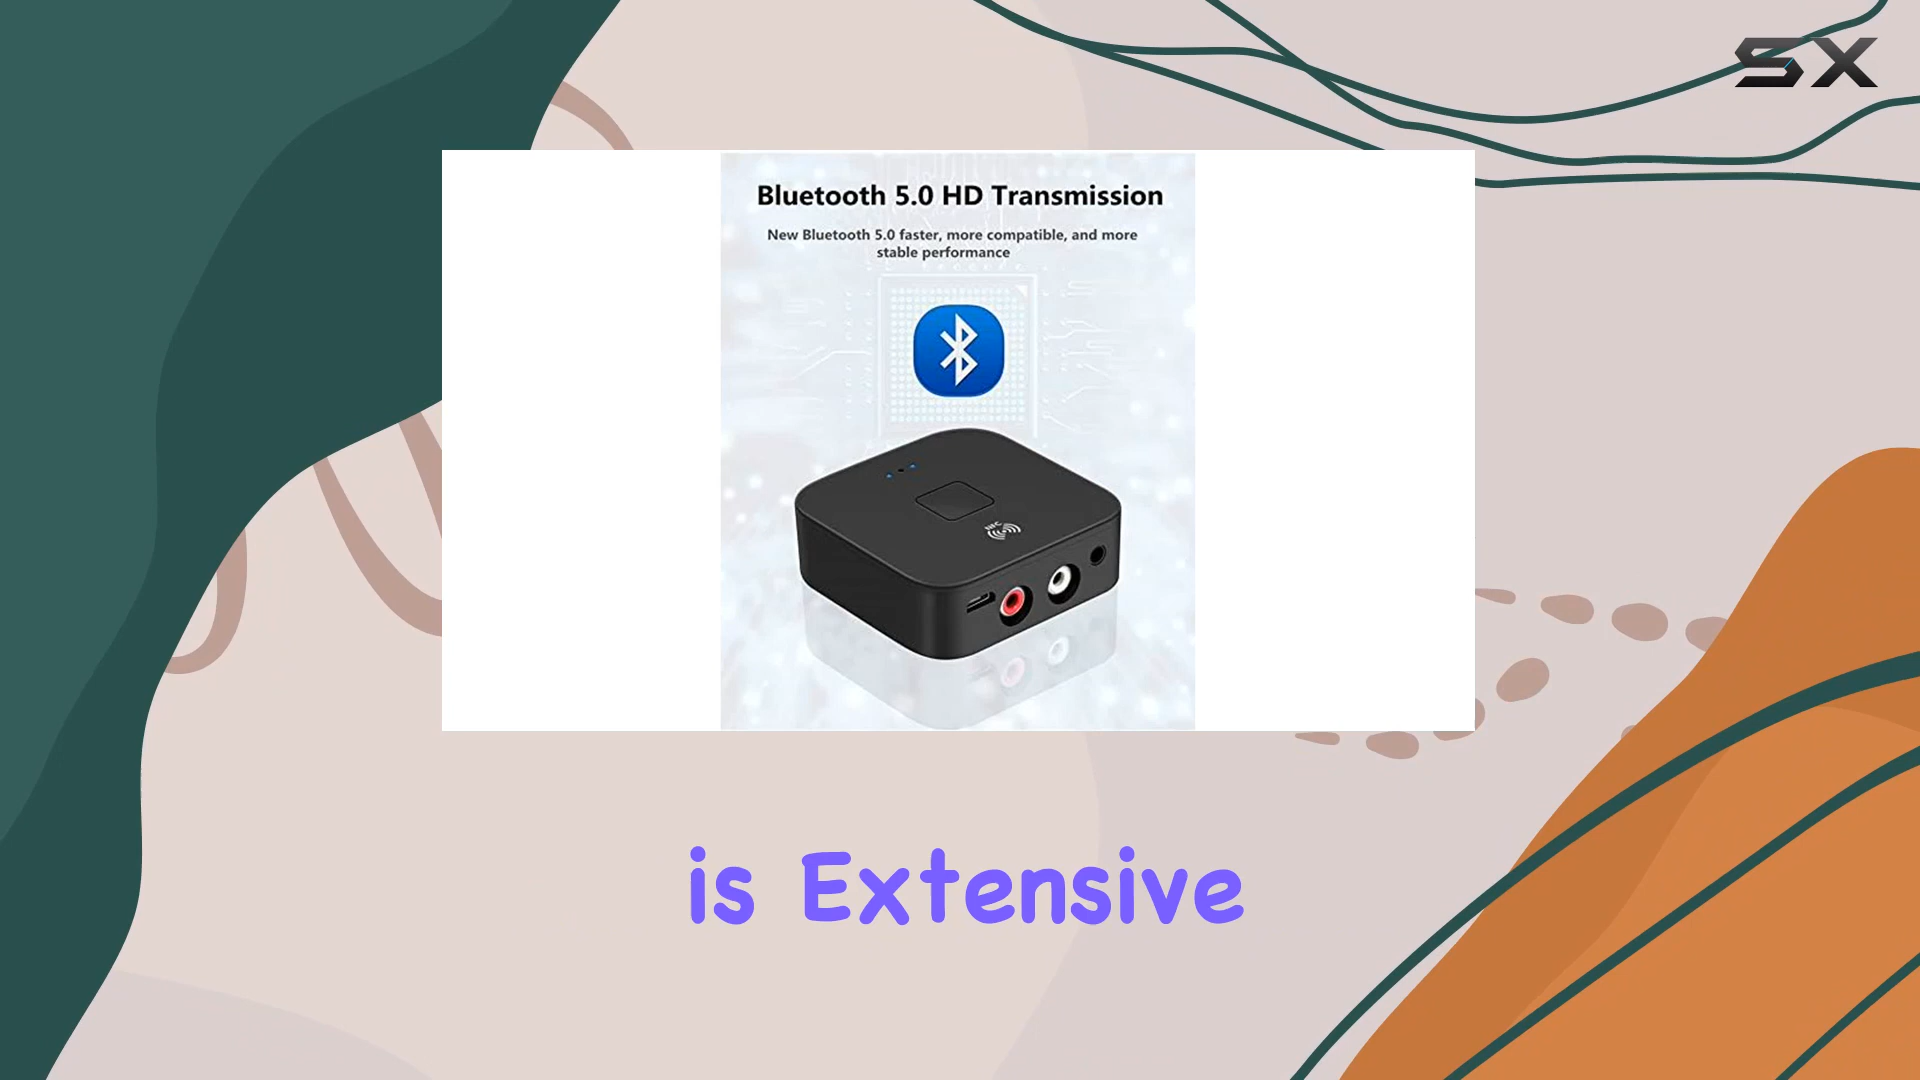 SX
Bluetooth 5.0 HD Transmission
New Bluetooth 5.0 faster, more compatible, and more
stable performance
NFC
is Extensive